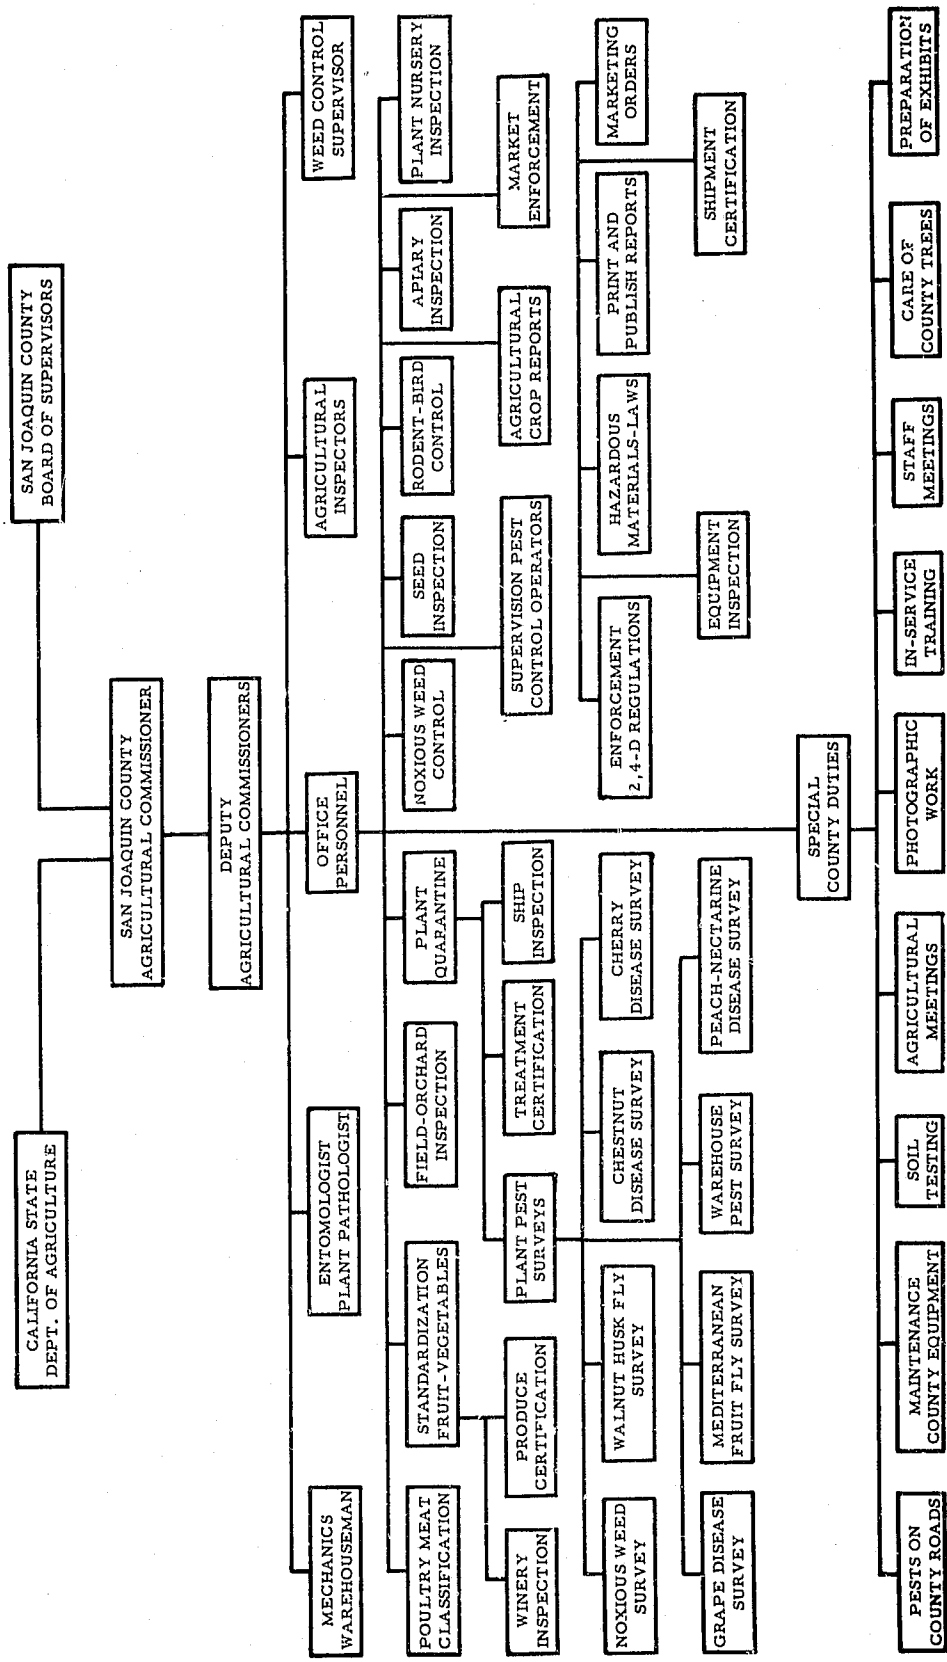 CALIFORNIA STATE
DEPT. OF AGRICULTURE
SAN JOAQUIN COUNTY
BOARD OF SUPERVISORS
SAN JOAQUIN COUNTY
AGRICULTURAL COMMISSIONER
DEPUTY
AGRICULTURAL COMMISSIONERS
MECHANICS
WAREHOUSEMAN
ENTOMOLOGIST
PLANT PATHOLOGIST
OFFICE
PERSONNEL
AGRICULTURAL
INSPECTORS
WEED CONTROL
SUPERVISOR
POULTRY MEAT
CLASSIFICATION
STANDARDIZATION
FRUIT-VEGETABLES
FIELD-ORCHARD
INSPECTION
PLANT
QUARANTINE
NOXIOUS WEED
CONTROL
SEED
INSPECTION
RODENT-BIRD
CONTROL
APIARY
INSPECTION
PLANT NURSERY
INSPECTION
WINERY
INSPECTION
PRODUCE
CERTIFICATION
PLANT PEST
SURVEYS
TREATMENT
CERTIFICATION
SHIP
INSPECTION
SUPERVISION PEST
CONTROL OPERATORS
AGRICULTURAL
CROP REPORTS
MARKET
ENFORCEMENT
NOXIOUS WEED
SURVEY
WALNUT HUSK FLY
SURVEY
CHESTNUT
DISEASE SURVEY
CHERRY
DISEASE SURVEY
ENFORCEMENT
2,4-D REGULATIONS
HAZARDOUS
MATERIALS-LAWS
PRINT AND
PUBLISH REPORTS
MARKETING
ORDERS
GRAPE DISEASE
SURVEY
MEDITERRANEAN
FRUIT FLY SURVEY
WAREHOUSE
PEST SURVEY
PEACH-NECTARINE
DISEASE SURVEY
EQUIPMENT
INSPECTION
SHIPMENT
CERTIFICATION
SPECIAL
COUNTY DUTIES
PESTS ON
COUNTY ROADS
MAINTENANCE
COUNTY EQUIPMENT
SOIL
TESTING
AGRICULTURAL
MEETINGS
PHOTOGRAPHIC
WORK
IN-SERVICE
TRAINING
STAFF
MEETINGS
CARE OF
COUNTY TREES
PREPARATION
OF EXHIBITS